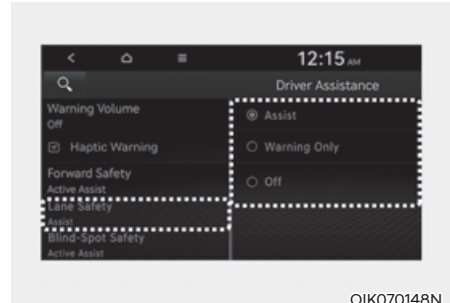 12:15 AM
Driver Assistance
Warning Volume
Off
Haptic Warning
Forward Safety
Active Assist
Lane Safety
Assist
Blind-Spot Safety
Active Assist
Assist
Warning Only
Off
OIK070148N